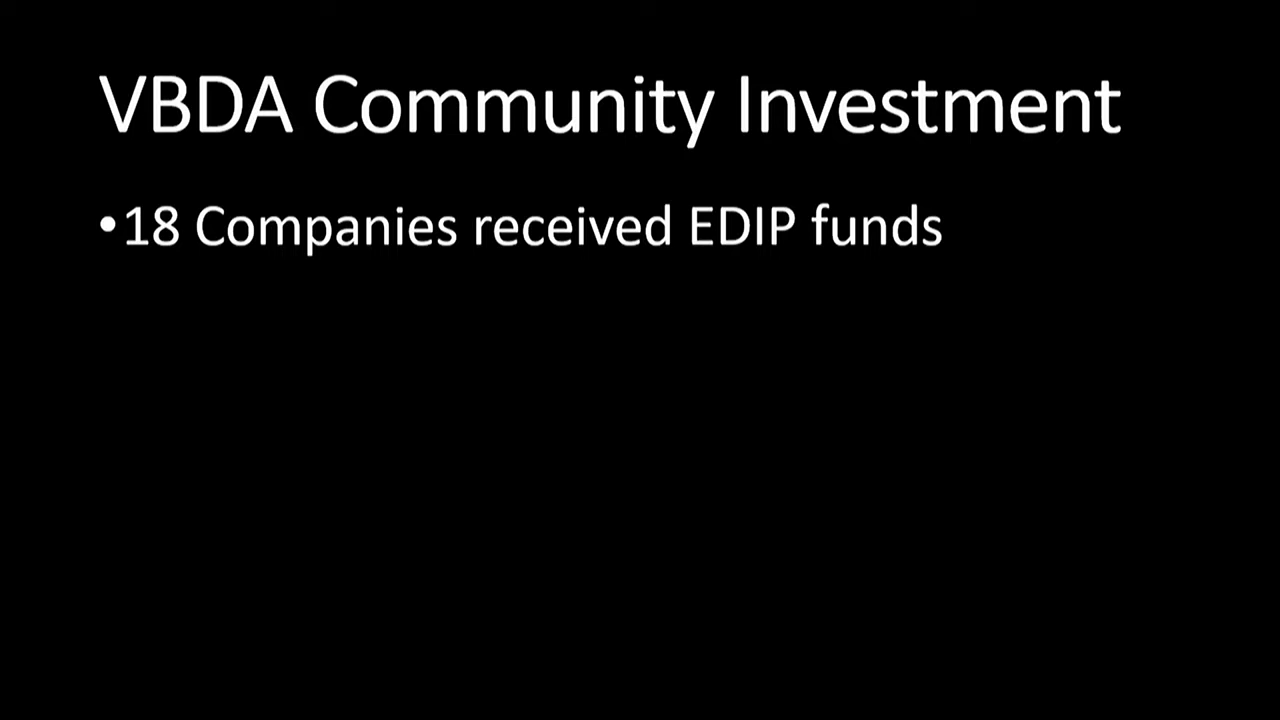 VBDA Community Investment
•18 Companies received EDIP funds